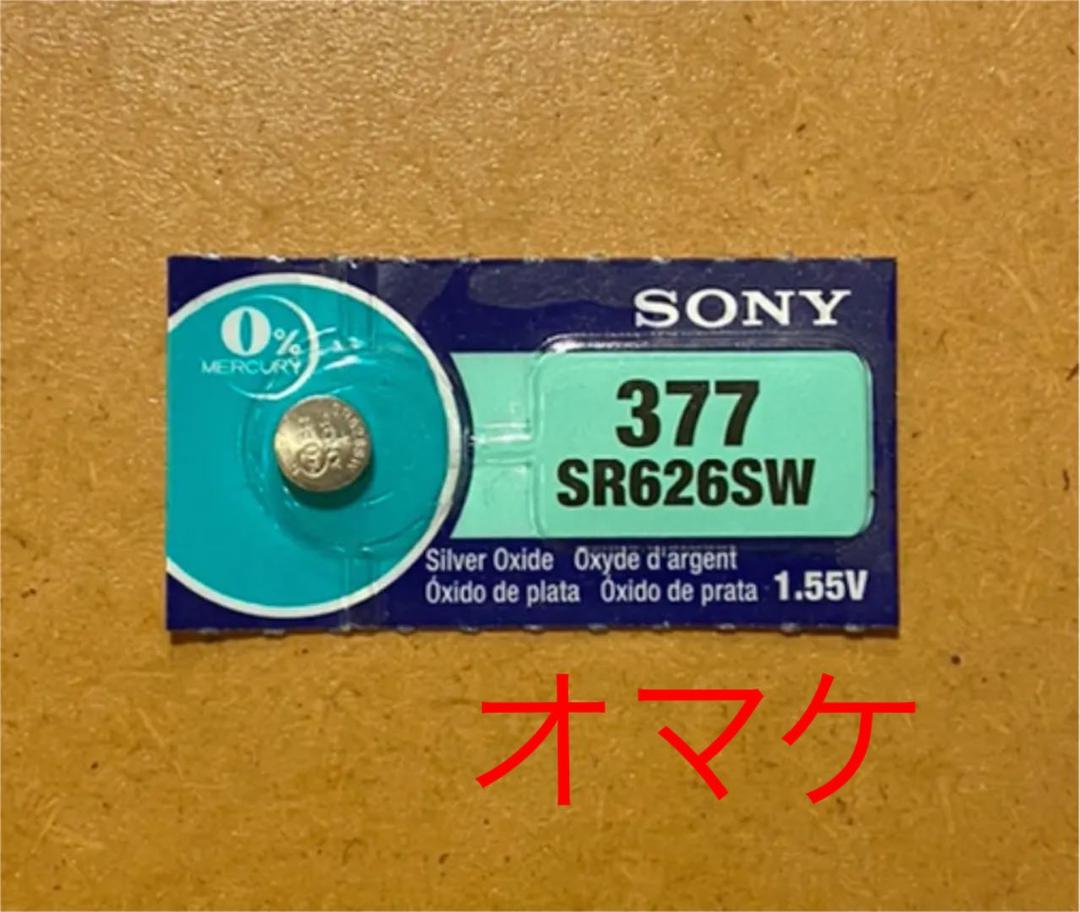 0%
MERCURY
SONY
377
SR626SW
Silver Oxide Oxyde d'argent
Óxido de plata Óxido de prata 1.55V
オマケ